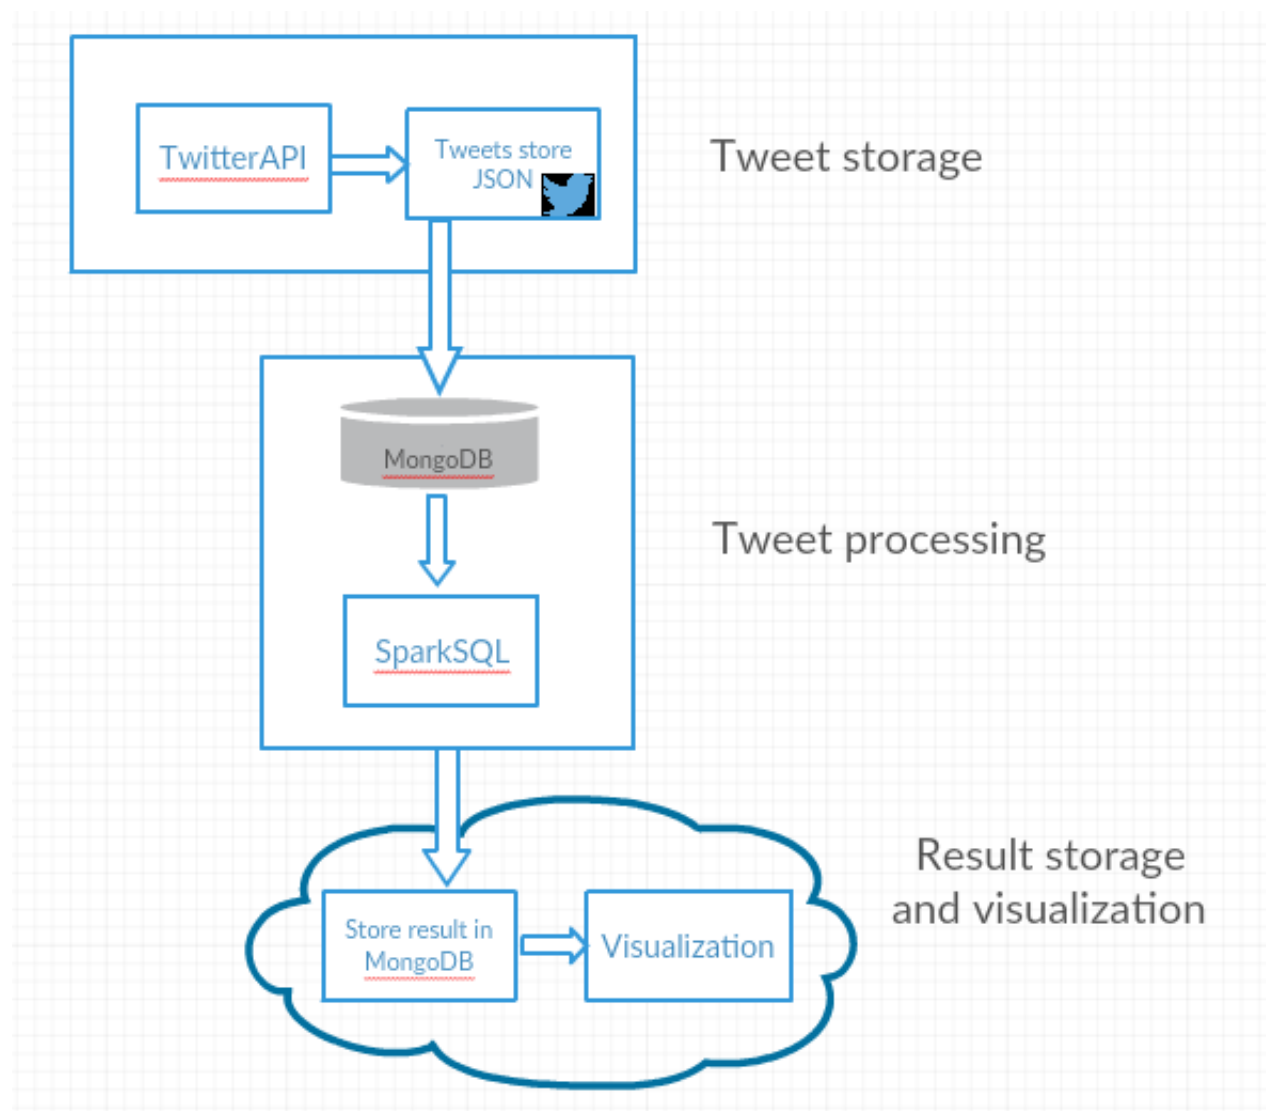 TwitterAPI
Tweets store
JSON
Tweet storage
MongoDB
Tweet processing
SparkSQL
Result storage
and visualization
Store result in
MongoDB
Visualization